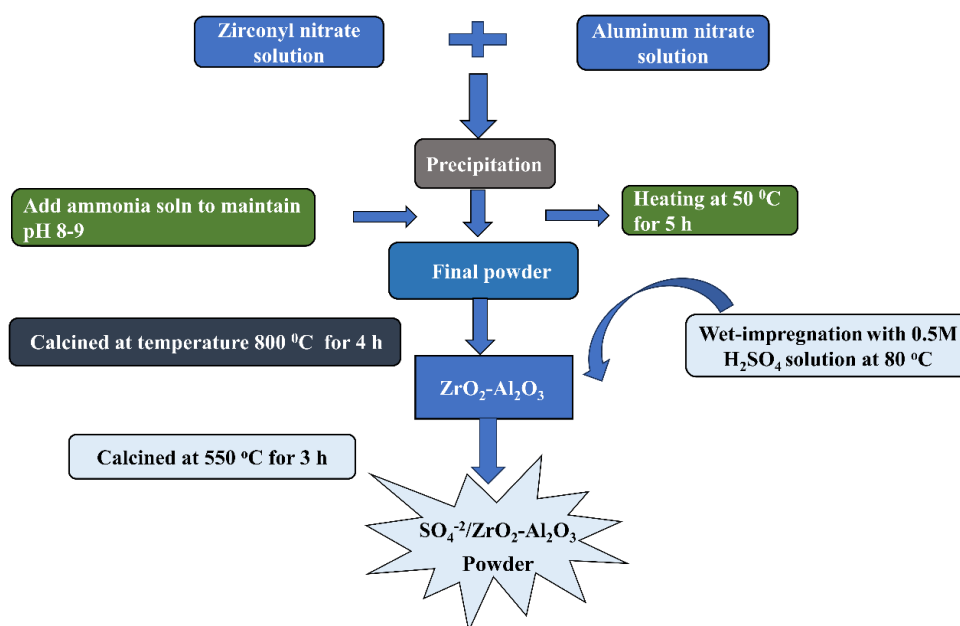 Zirconyl nitrate
solution
Aluminum nitrate
solution
Precipitation
Add ammonia soln to maintain
pH 8-9
Heating at 50 ⁰C
for 5 h
Final powder
Calcined at temperature 800 ⁰C for 4 h
Wet-impregnation with 0.5M
H₂SO₄ solution at 80 ᵒC
ZrO₂-Al₂O₃
Calcined at 550 ᵒC for 3 h
SO₄⁻²/ZrO₂-Al₂O₃
Powder